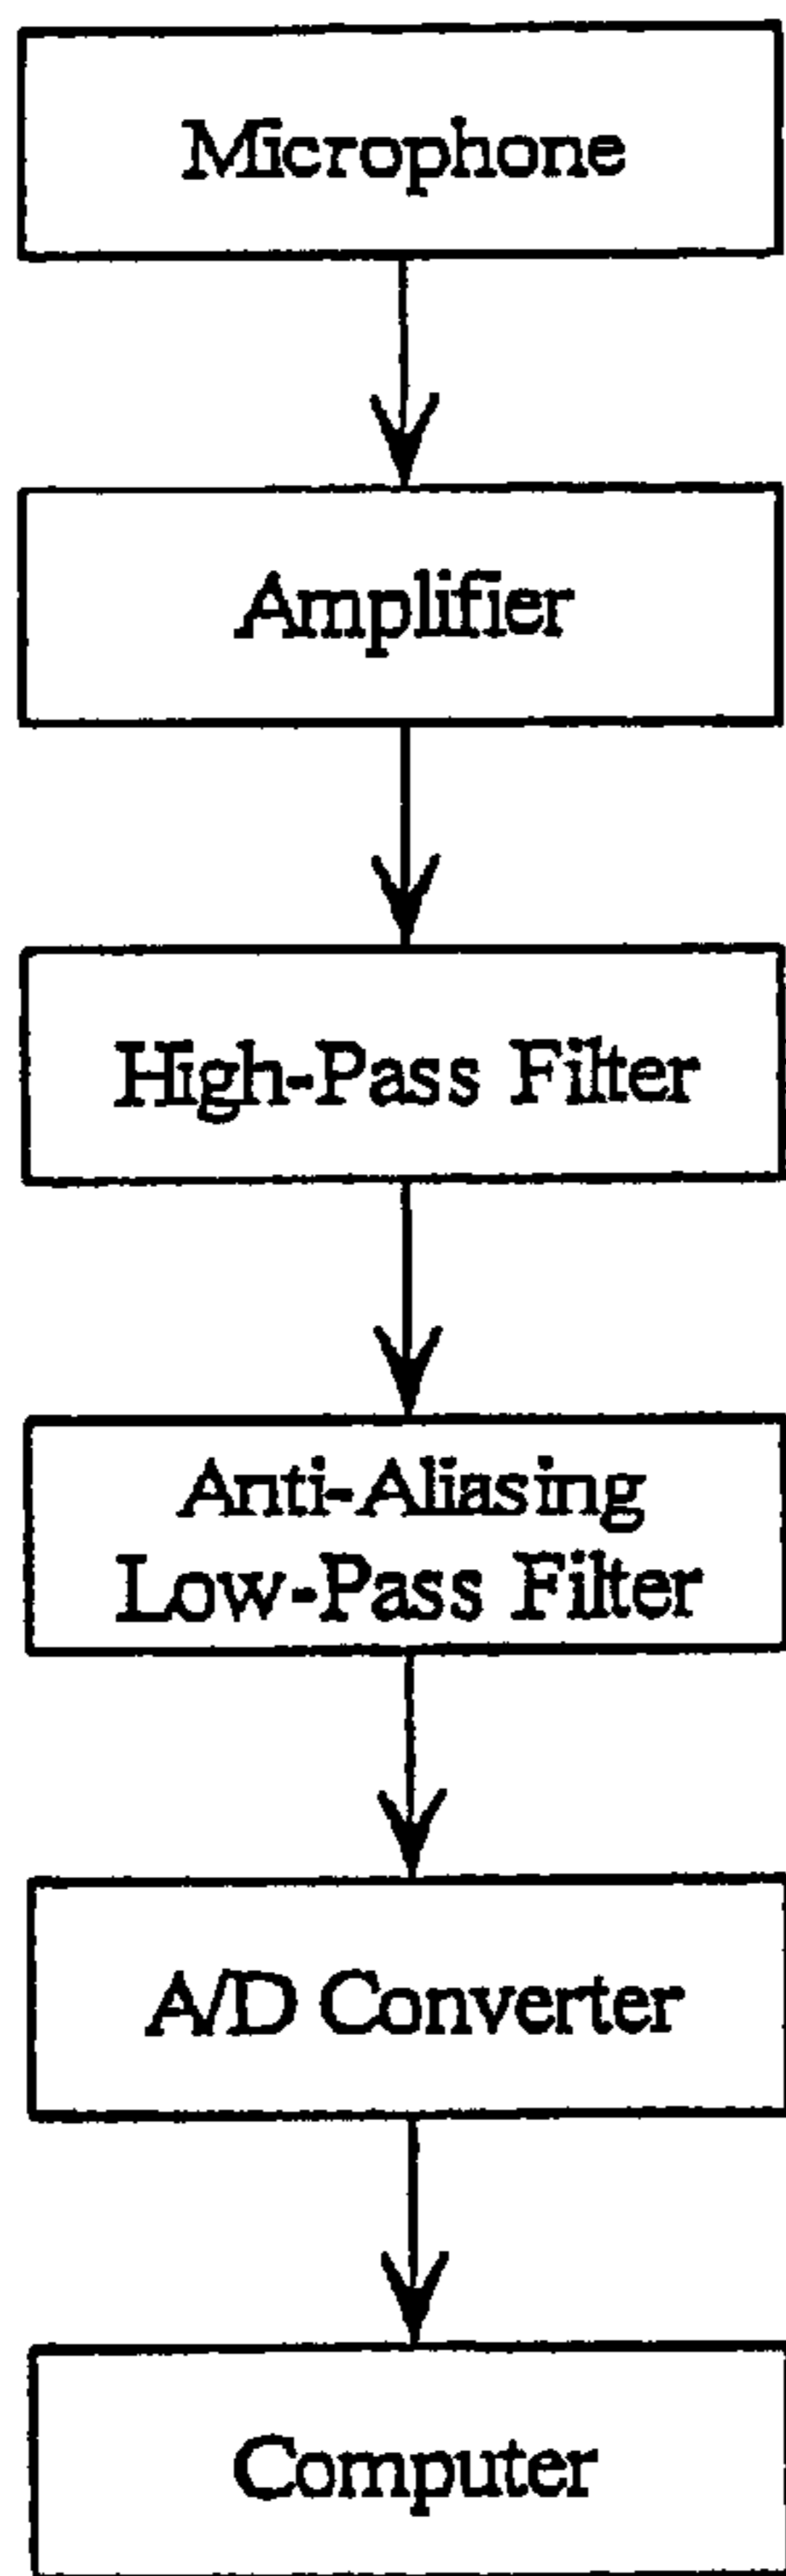 Microphone
Amplifier
High-Pass Filter
Anti-Aliasing
Low-Pass Filter
A/D Converter
Computer